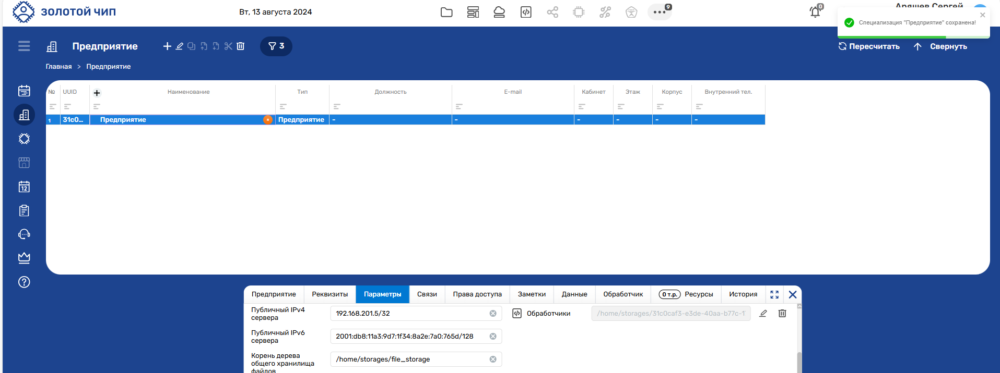 ЗОЛОТОЙ ЧИП
Вт, 13 августа 2024
9
0
Аряшев Сергей
Специализация "Предприятие" сохранена!
Предприятие
3
Пересчитать
Свернуть
Главная > Предприятие
№ UUID Наименование Тип Должность E-mail Кабинет Этаж Корпус Внутренний тел.
1 31c0... Предприятие Предприятие - - - - - -
12
Предприятие Реквизиты Параметры Связи Права доступа Заметки Данные Обработчик 0 т.р. Ресурсы История
Публичный IPv4
сервера
192.168.201.5/32
Обработчики
/home/storages/31c0caf3-e3de-40aa-b77c-1
Публичный IPv6
сервера
2001:db8:11a3:9d7:1f34:8a2e:7a0:765d/128
Корень дерева
общего хранилища
файлов
/home/storages/file_storage